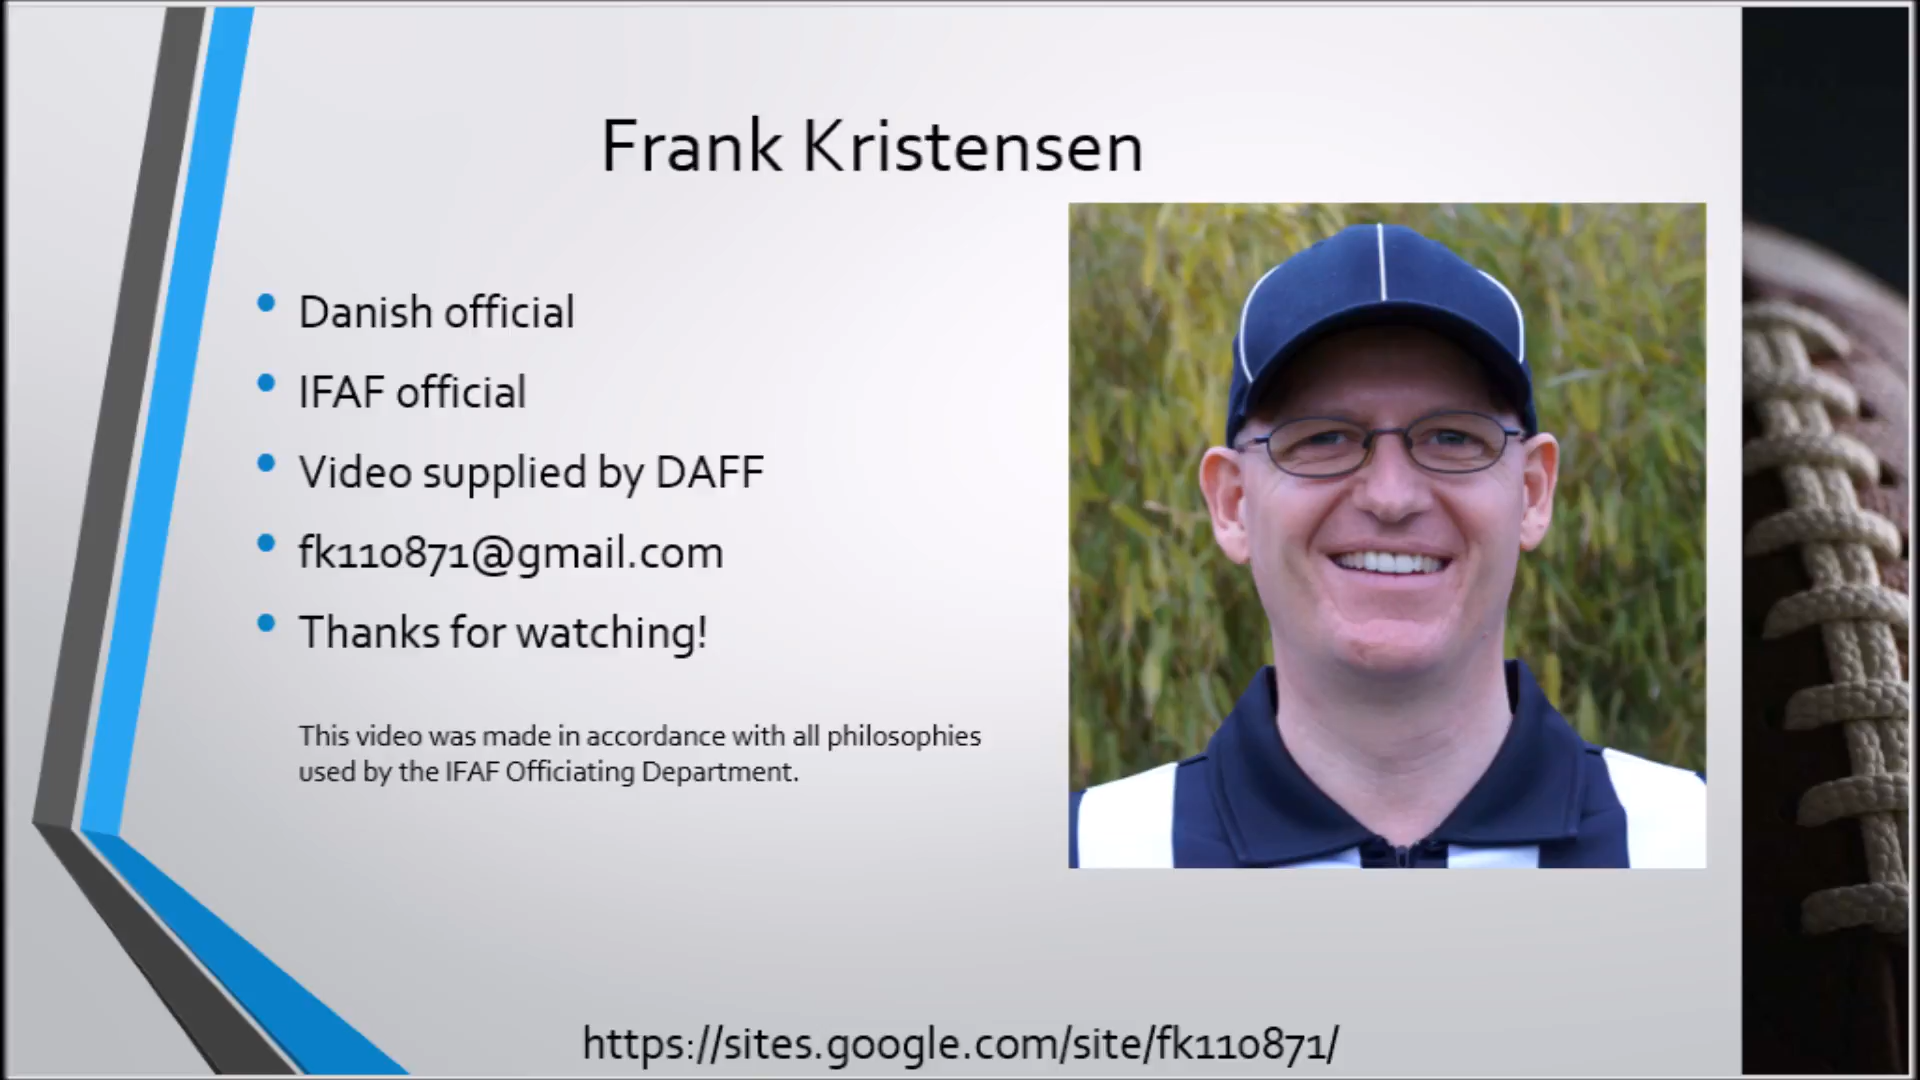 Frank Kristensen
Danish official
IFAF official
Video supplied by DAFF
fk110871@gmail.com
Thanks for watching!
This video was made in accordance with all philosophies
used by the IFAF Officiating Department.
https://sites.google.com/site/fk110871/